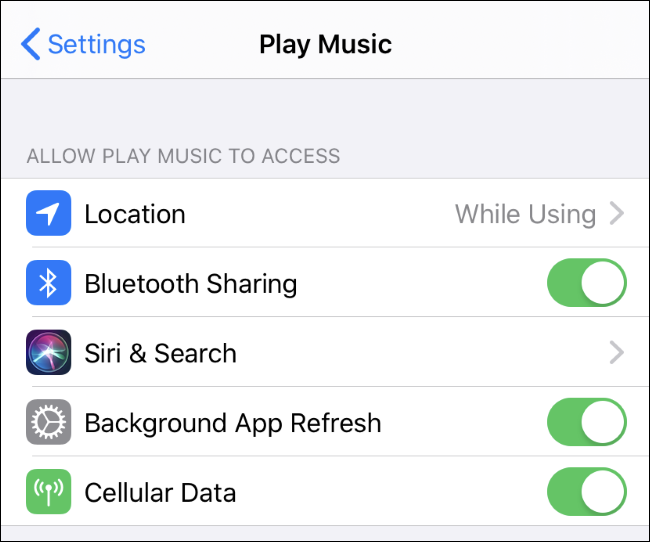 Settings
Play Music
ALLOW PLAY MUSIC TO ACCESS
Location While Using
Bluetooth Sharing
Siri & Search
Background App Refresh
Cellular Data